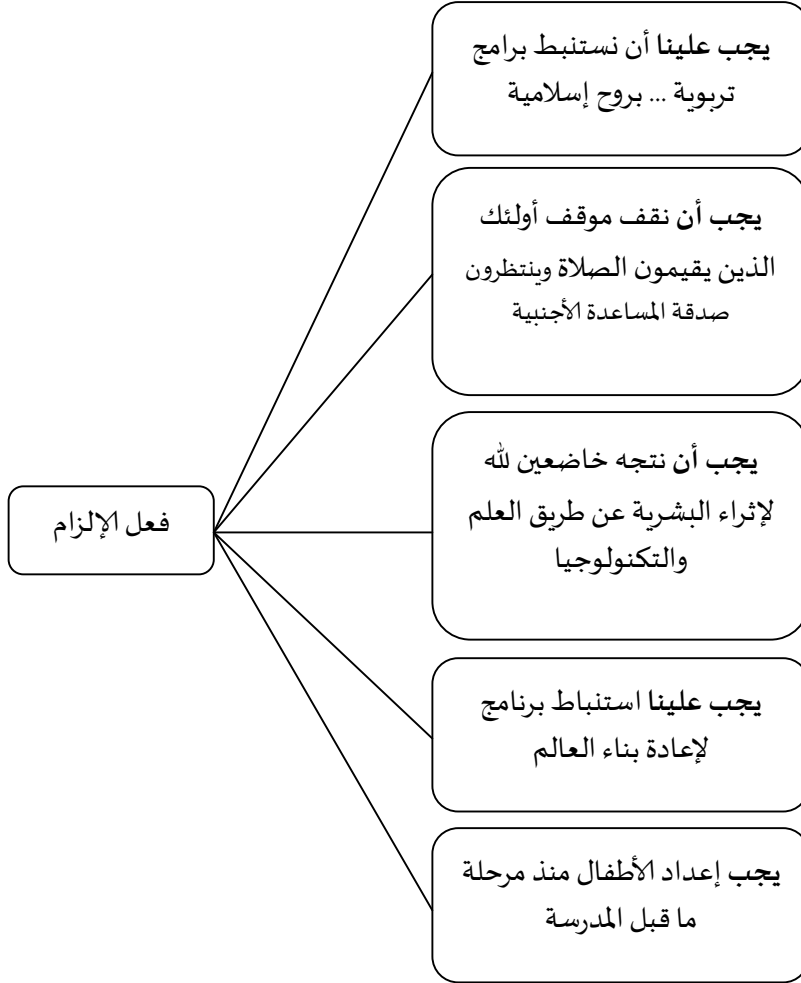 يجب علينا أن نستنبط برامج
تربوية ... بروح إسلامية
يجب أن نقف موقف أولئك
الذين يقيمون الصلاة وينتظرون
صدقة المساعدة الأجنبية
يجب أن نتجه خاضعين لله
لإثراء البشرية عن طريق العلم
والتكنولوجيا
فعل الإلزام
يجب علينا استنباط برنامج
لإعادة بناء العالم
يجب إعداد الأطفال منذ مرحلة
ما قبل المدرسة